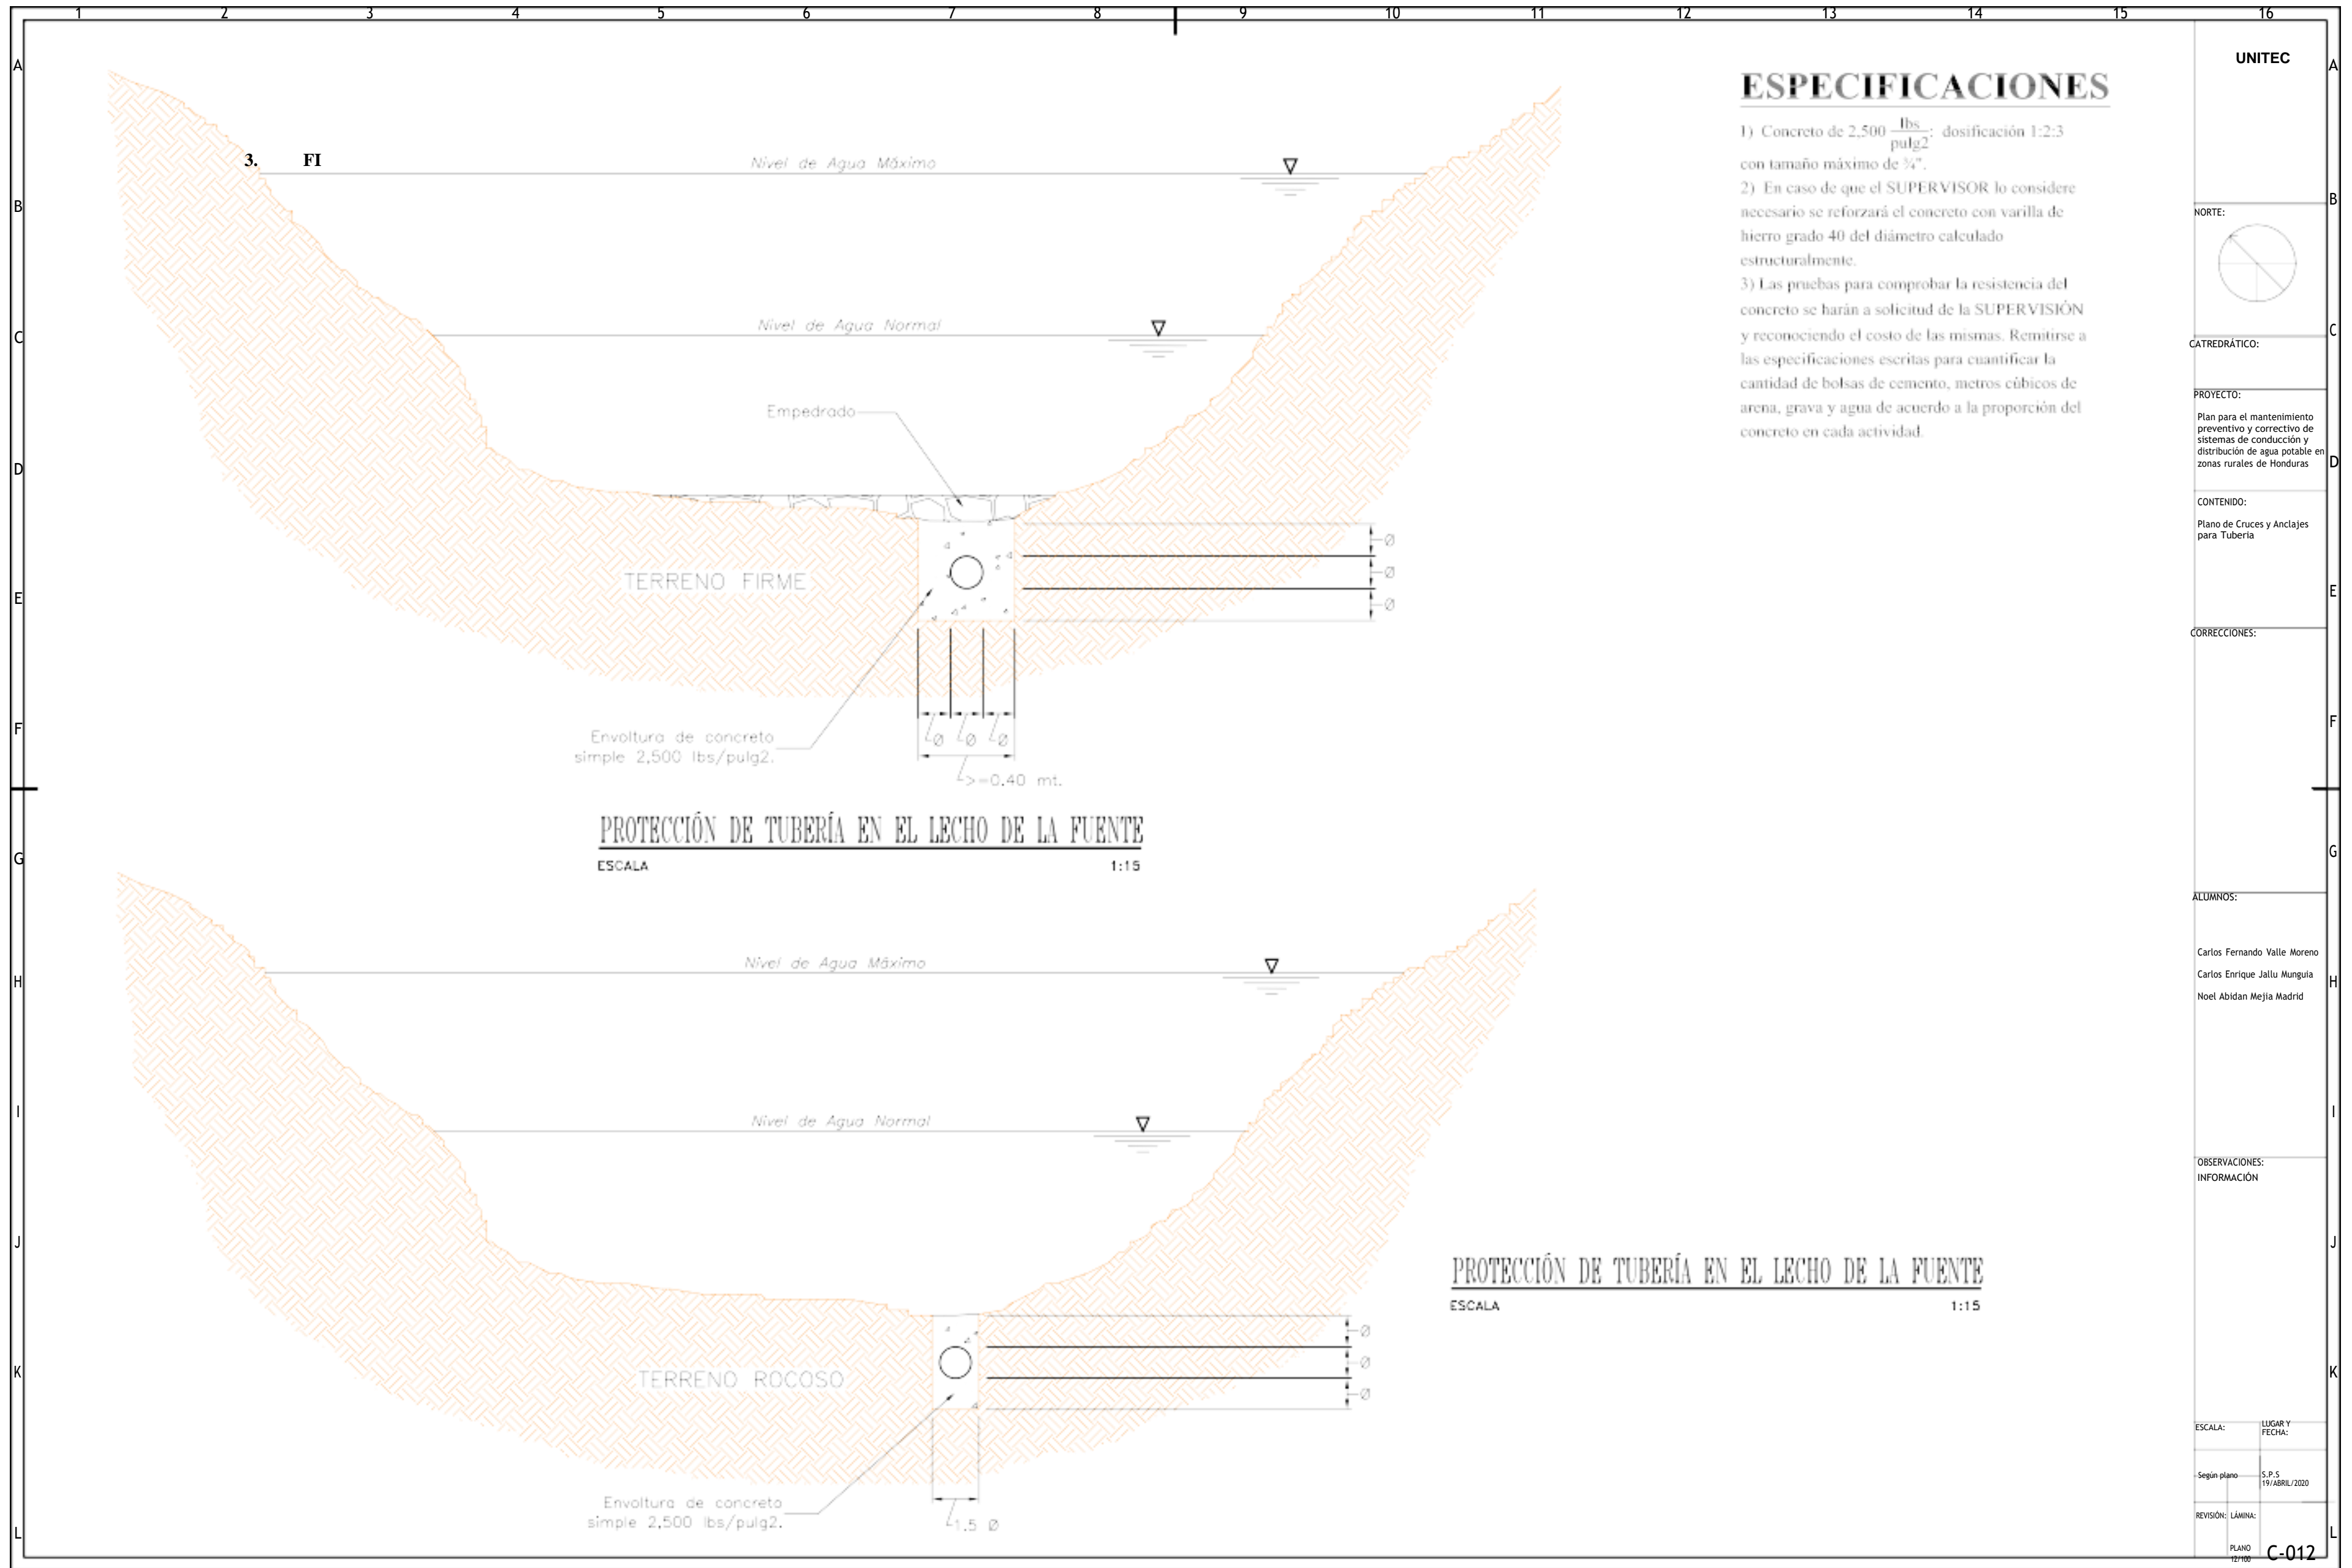 1 2 3 4 5 6 7 8 9 10 11 12 13 14 15 16
A
B
C
D
E
F
G
H
I
J
K
L
3. FI
Nivel de Agua Máximo
Nivel de Agua Normal
Empedrado
TERRENO FIRME
Ø
Ø
Ø
Ø Ø Ø
>=0.40 mt.
Envoltura de concreto
simple 2,500 lbs/pulg2.
PROTECCIÓN DE TUBERÍA EN EL LECHO DE LA FUENTE
ESCALA 1:15
Nivel de Agua Máximo
Nivel de Agua Normal
TERRENO ROCOSO
Ø
Ø
Ø
Envoltura de concreto
simple 2,500 lbs/pulg2.
1.5 Ø
PROTECCIÓN DE TUBERÍA EN EL LECHO DE LA FUENTE
ESCALA 1:15
ESPECIFICACIONES
1) Concreto de 2,500 lbs/pulg2: dosificación 1:2:3
con tamaño máximo de ¾".
2) En caso de que el SUPERVISOR lo considere
necesario se reforzará el concreto con varilla de
hierro grado 40 del diámetro calculado
estructuralmente.
3) Las pruebas para comprobar la resistencia del
concreto se harán a solicitud de la SUPERVISIÓN
y reconociendo el costo de las mismas. Remitirse a
las especificaciones escritas para cuantificar la
cantidad de bolsas de cemento, metros cúbicos de
arena, grava y agua de acuerdo a la proporción del
concreto en cada actividad.
UNITEC
NORTE:
CATREDRÁTICO:
PROYECTO:
Plan para el mantenimiento
preventivo y correctivo de
sistemas de conducción y
distribución de agua potable en
zonas rurales de Honduras
CONTENIDO:
Plano de Cruces y Anclajes
para Tuberia
CORRECCIONES:
ALUMNOS:
Carlos Fernando Valle Moreno
Carlos Enrique Jallu Munguia
Noel Abidan Mejia Madrid
OBSERVACIONES:
INFORMACIÓN
ESCALA:
LUGAR Y
FECHA:
Según plano
S.P.S
19/ABRIL/2020
REVISIÓN: LÁMINA:
PLANO
12/100
C-012
A
B
C
D
E
F
G
H
I
J
K
L